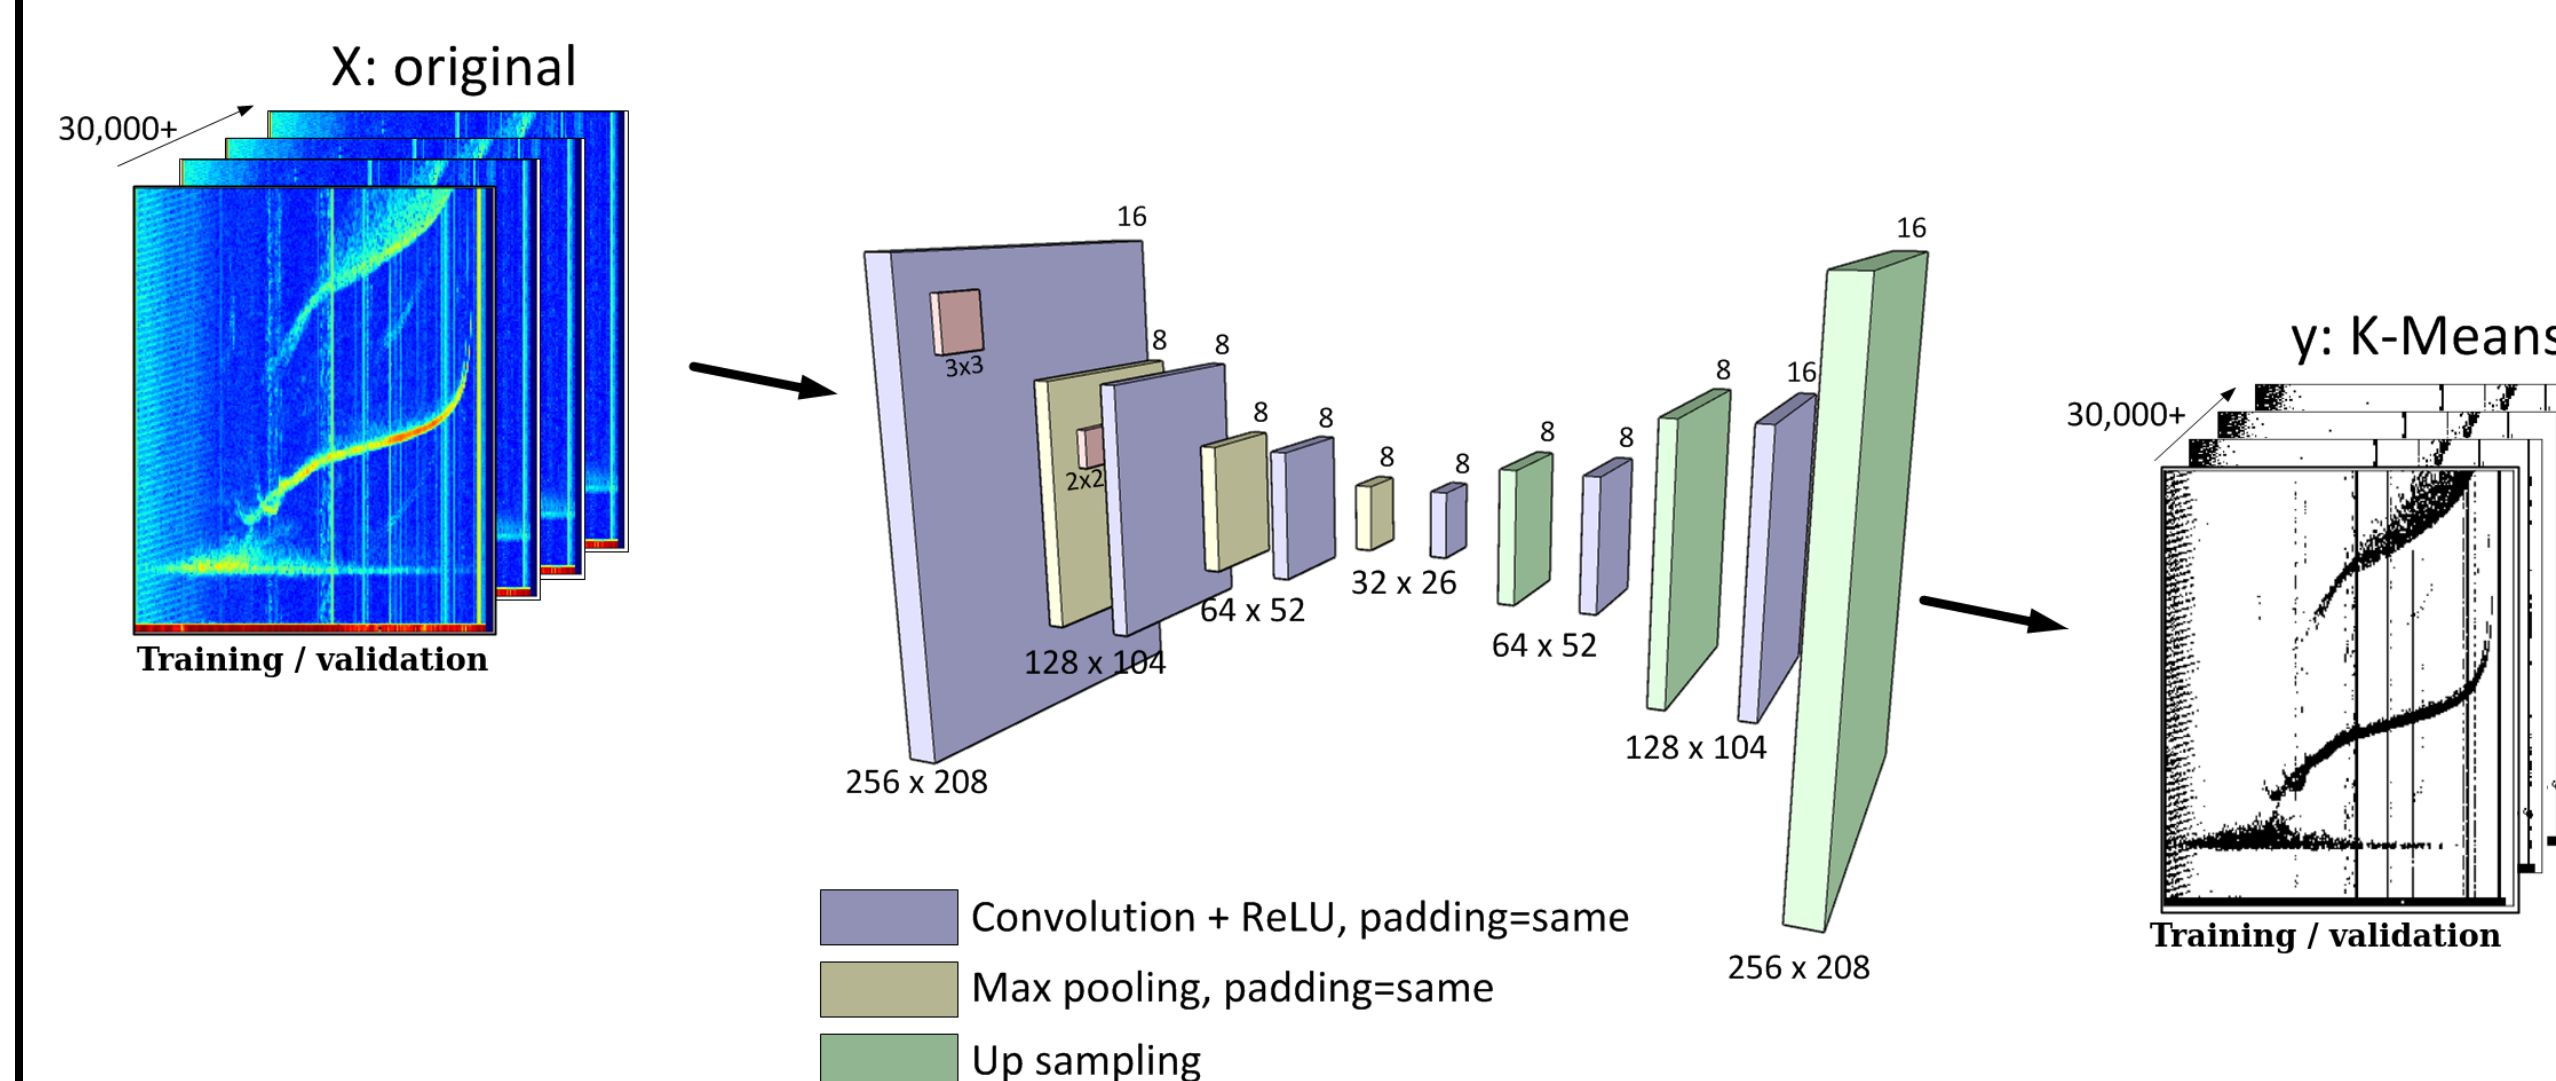 X: original
30,000+
Training / validation
16
3x3
8
8
2x2
8
8
8
8
8
8
8
16
16
256 x 208
128 x 104
64 x 52
32 x 26
64 x 52
128 x 104
256 x 208
y: K-Means
30,000+
Training / validation
Convolution + ReLU, padding=same
Max pooling, padding=same
Up sampling